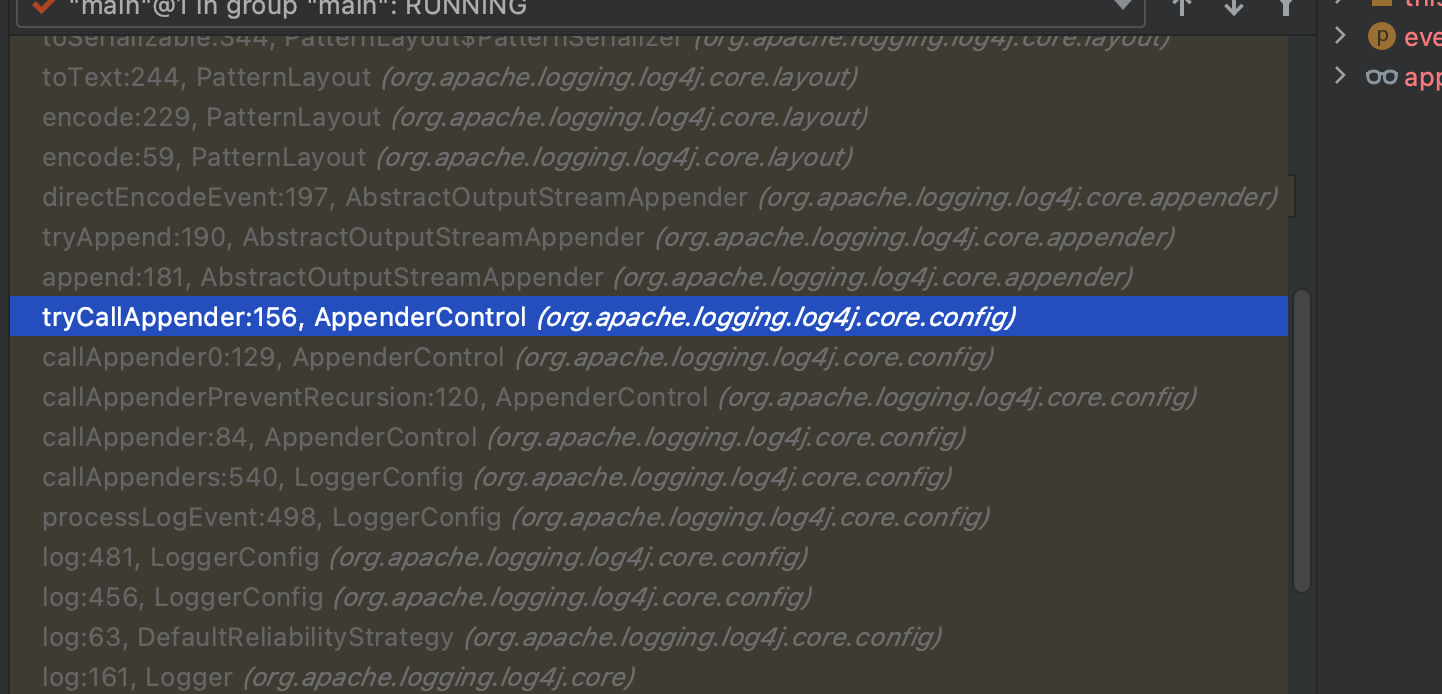 "main"@1 in group "main": RUNNING
toSerializable:344, PatternLayout$PatternSerializer (org.apache.logging.log4j.core.layout)
toText:244, PatternLayout (org.apache.logging.log4j.core.layout)
encode:229, PatternLayout (org.apache.logging.log4j.core.layout)
encode:59, PatternLayout (org.apache.logging.log4j.core.layout)
directEncodeEvent:197, AbstractOutputStreamAppender (org.apache.logging.log4j.core.appender)
tryAppend:190, AbstractOutputStreamAppender (org.apache.logging.log4j.core.appender)
append:181, AbstractOutputStreamAppender (org.apache.logging.log4j.core.appender)
tryCallAppender:156, AppenderControl (org.apache.logging.log4j.core.config)
callAppender0:129, AppenderControl (org.apache.logging.log4j.core.config)
callAppenderPreventRecursion:120, AppenderControl (org.apache.logging.log4j.core.config)
callAppender:84, AppenderControl (org.apache.logging.log4j.core.config)
callAppenders:540, LoggerConfig (org.apache.logging.log4j.core.config)
processLogEvent:498, LoggerConfig (org.apache.logging.log4j.core.config)
log:481, LoggerConfig (org.apache.logging.log4j.core.config)
log:456, LoggerConfig (org.apache.logging.log4j.core.config)
log:63, DefaultReliabilityStrategy (org.apache.logging.log4j.core.config)
log:161, Logger (org.apache.logging.log4j.core)
p eve
app